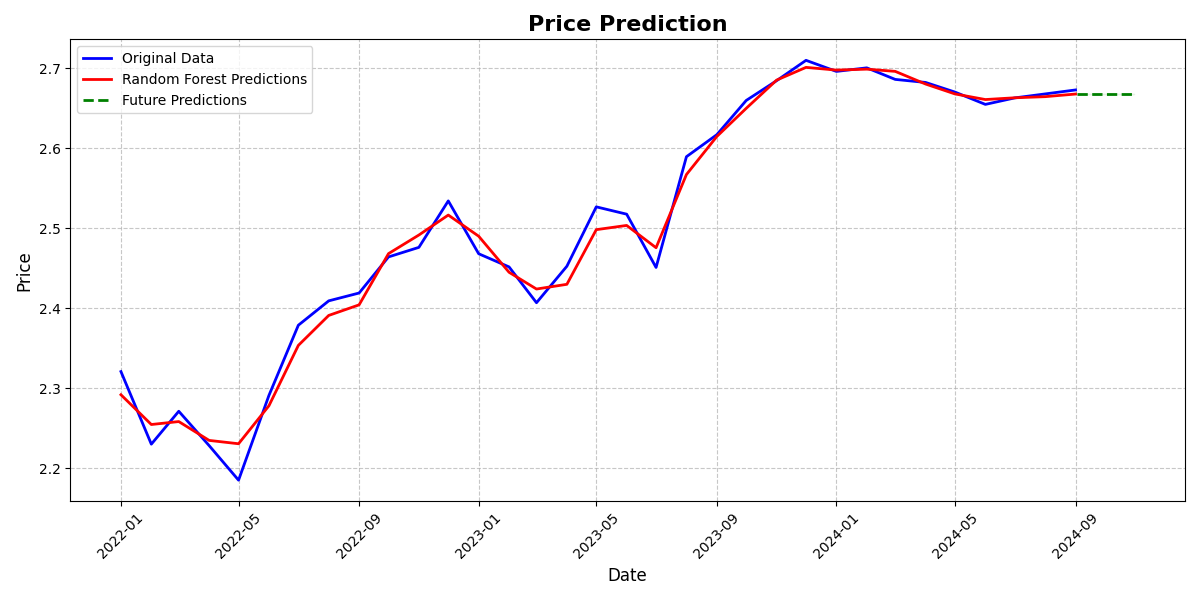 Price Prediction
Original Data
Random Forest Predictions
Future Predictions
Price
2.7
2.6
2.5
2.4
2.3
2.2
2022-01
2022-05
2022-09
2023-01
2023-05
2023-09
2024-01
2024-05
2024-09
Date